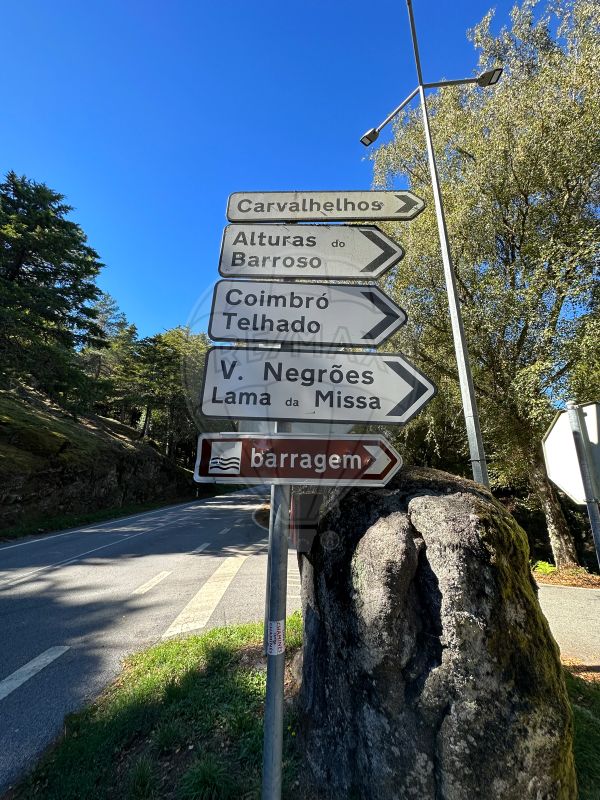 Carvalhelhos
Alturas do
Barroso
Coimbró
Telhado
V. Negrões
Lama da Missa
barragem